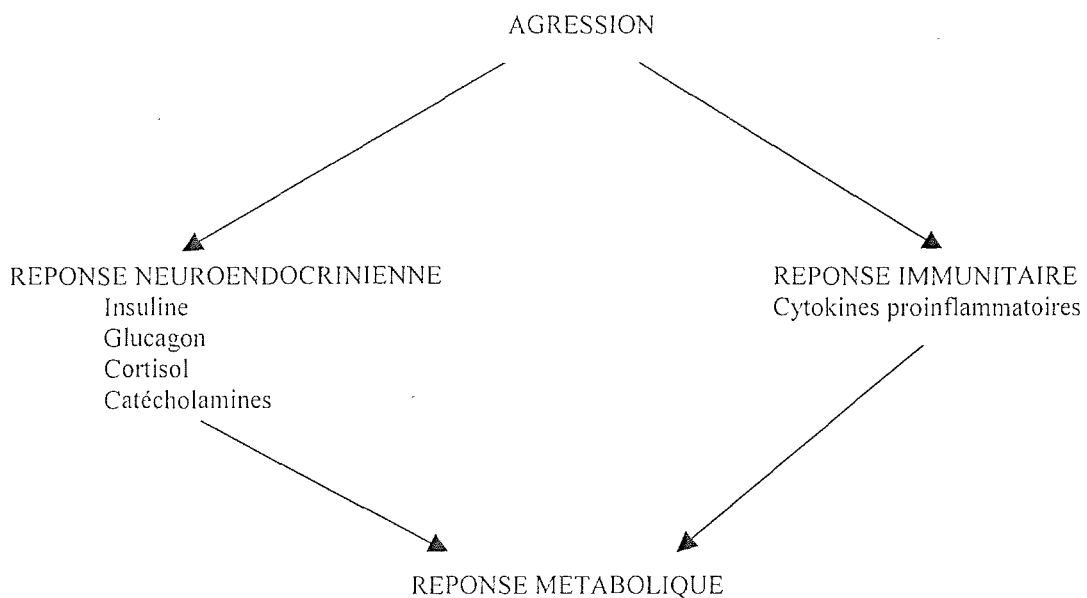 AGRESSION
REPONSE NEUROENDOCRINIENNE
Insuline
Glucagon
Cortisol
Catécholamines
REPONSE IMMUNITAIRE
Cytokines proinflammatoires
REPONSE METABOLIQUE